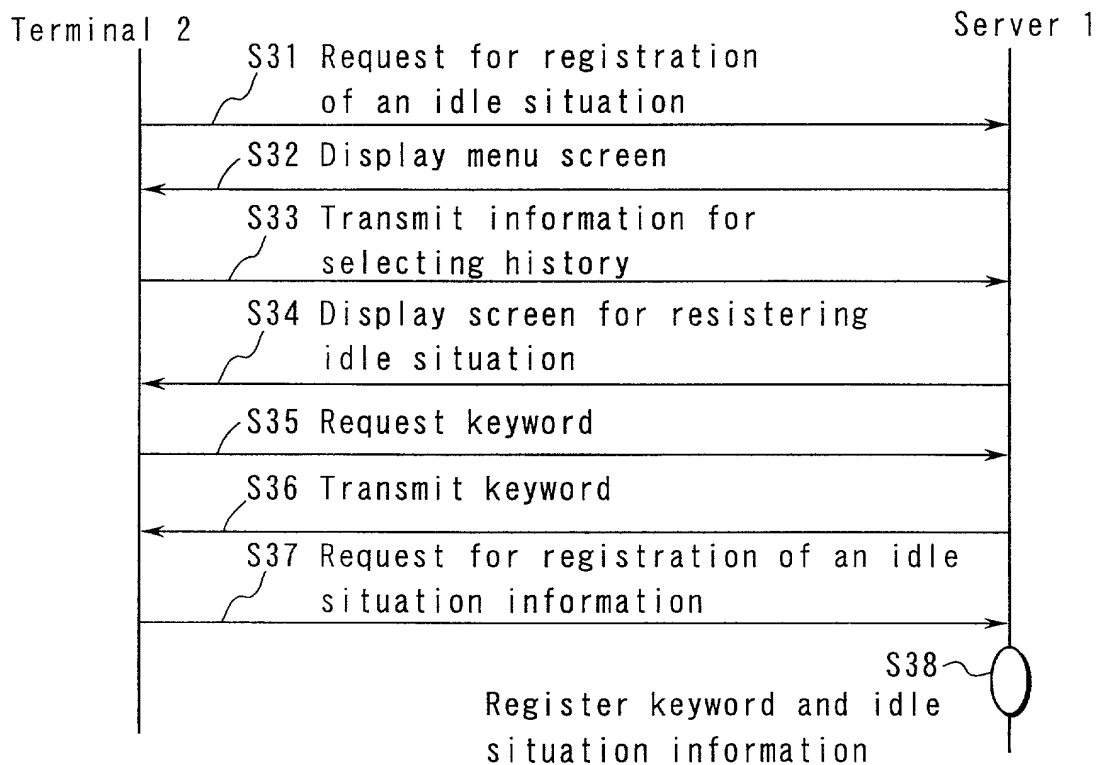 Terminal 2
Server 1
S31 Request for registration
of an idle situation
S32 Display menu screen
S33 Transmit information for
selecting history
S34 Display screen for resistering
idle situation
S35 Request keyword
S36 Transmit keyword
S37 Request for registration of an idle
situation information
S38
Register keyword and idle
situation information